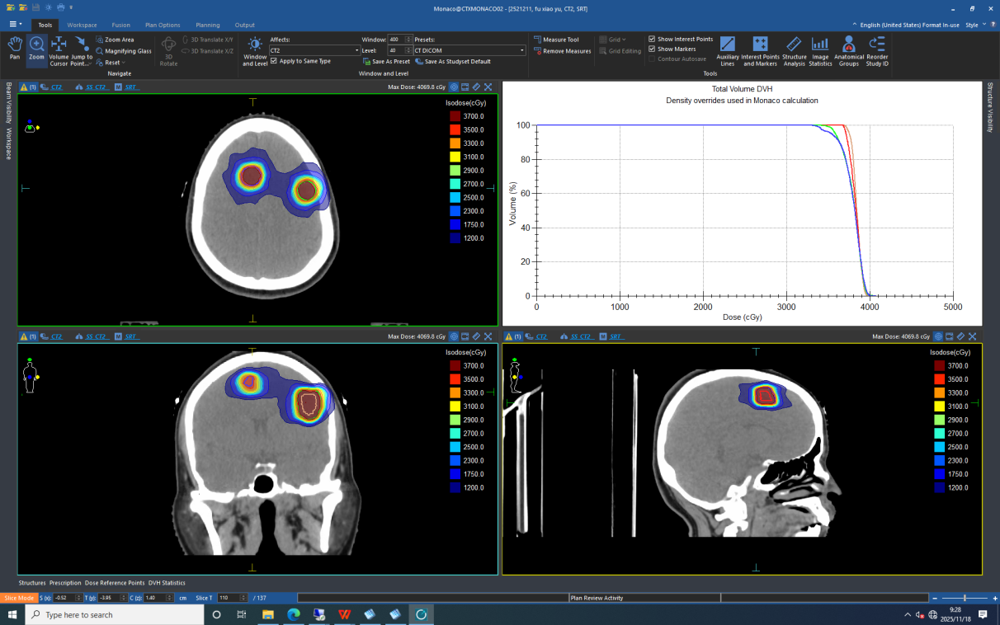 Monaco@CTXMONACO02 - [2521211, fu xiao yu, CT2, SRT]
Tools Workspace Fusion Plan Options Planning Output
English (United States) Format In-use Style
Pan
Zoom
Volume Cursor
Jump to Point...
Zoom Area
Magnifying Glass
Reset
3D Rotate
3D Translate X/Y
3D Translate X/Z
Navigate
Window and Level
Affects:
CT2
Apply to Same Type
Window: 400 Presets:
Level: 40 CT DICOM
Save As Preset Save As Studyset Default
Window and Level
Measure Tool
Remove Measures
Grid
Grid Editing
Show Interest Points
Show Markers
Contour Autosave
Auxiliary Lines
Interest Points and Markers
Structure Analysis
Image Statistics
Anatomical Groups
Reorder Study ID
Tools
Beam Visibility
Workspace
Structure Visibility
(1) CT2 SS CT2 M SRT Max Dose: 4069.8 cGy
Isodose(cGy)
3700.0
3500.0
3300.0
3100.0
2900.0
2700.0
2500.0
2300.0
1750.0
1200.0
Total Volume DVH
Density overrides used in Monaco calculation
Volume (%)
100
80
60
40
20
0
0 1000 2000 3000 4000 5000
Dose (cGy)
(1) CT2 SS CT2 M SRT Max Dose: 4069.8 cGy
Isodose(cGy)
3700.0
3500.0
3300.0
3100.0
2900.0
2700.0
2500.0
2300.0
1750.0
1200.0
(1) CT2 SS CT2 M SRT Max Dose: 4069.8 cGy
Isodose(cGy)
3700.0
3500.0
3300.0
3100.0
2900.0
2700.0
2500.0
2300.0
1750.0
1200.0
Structures Prescription Dose Reference Points DVH Statistics
Slice Mode S (x): -0.52 T (y): -3.95 C (z): 1.40 cm Slice T 110 / 137 Plan Review Activity
Type here to search
9:28
2025/11/18